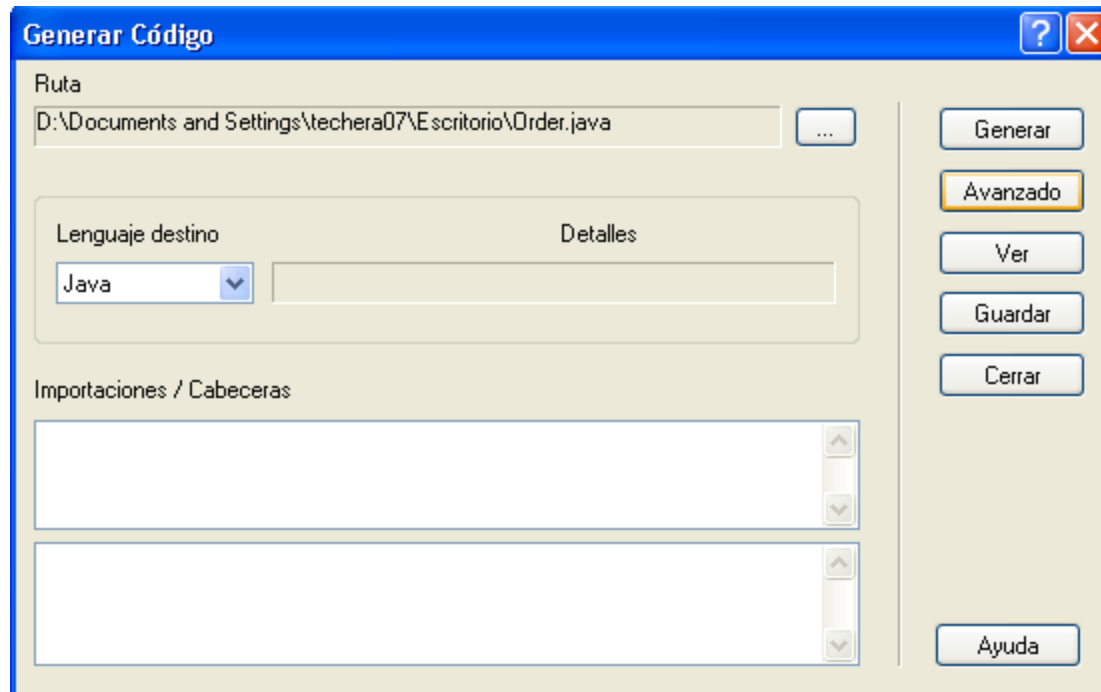 Generar Código
Ruta
D:\Documents and Settings\techera07\Escritorio\Order.java
...
Generar
Avanzado
Lenguaje destino
Detalles
Ver
Java
Guardar
Cerrar
Importaciones / Cabeceras
Ayuda